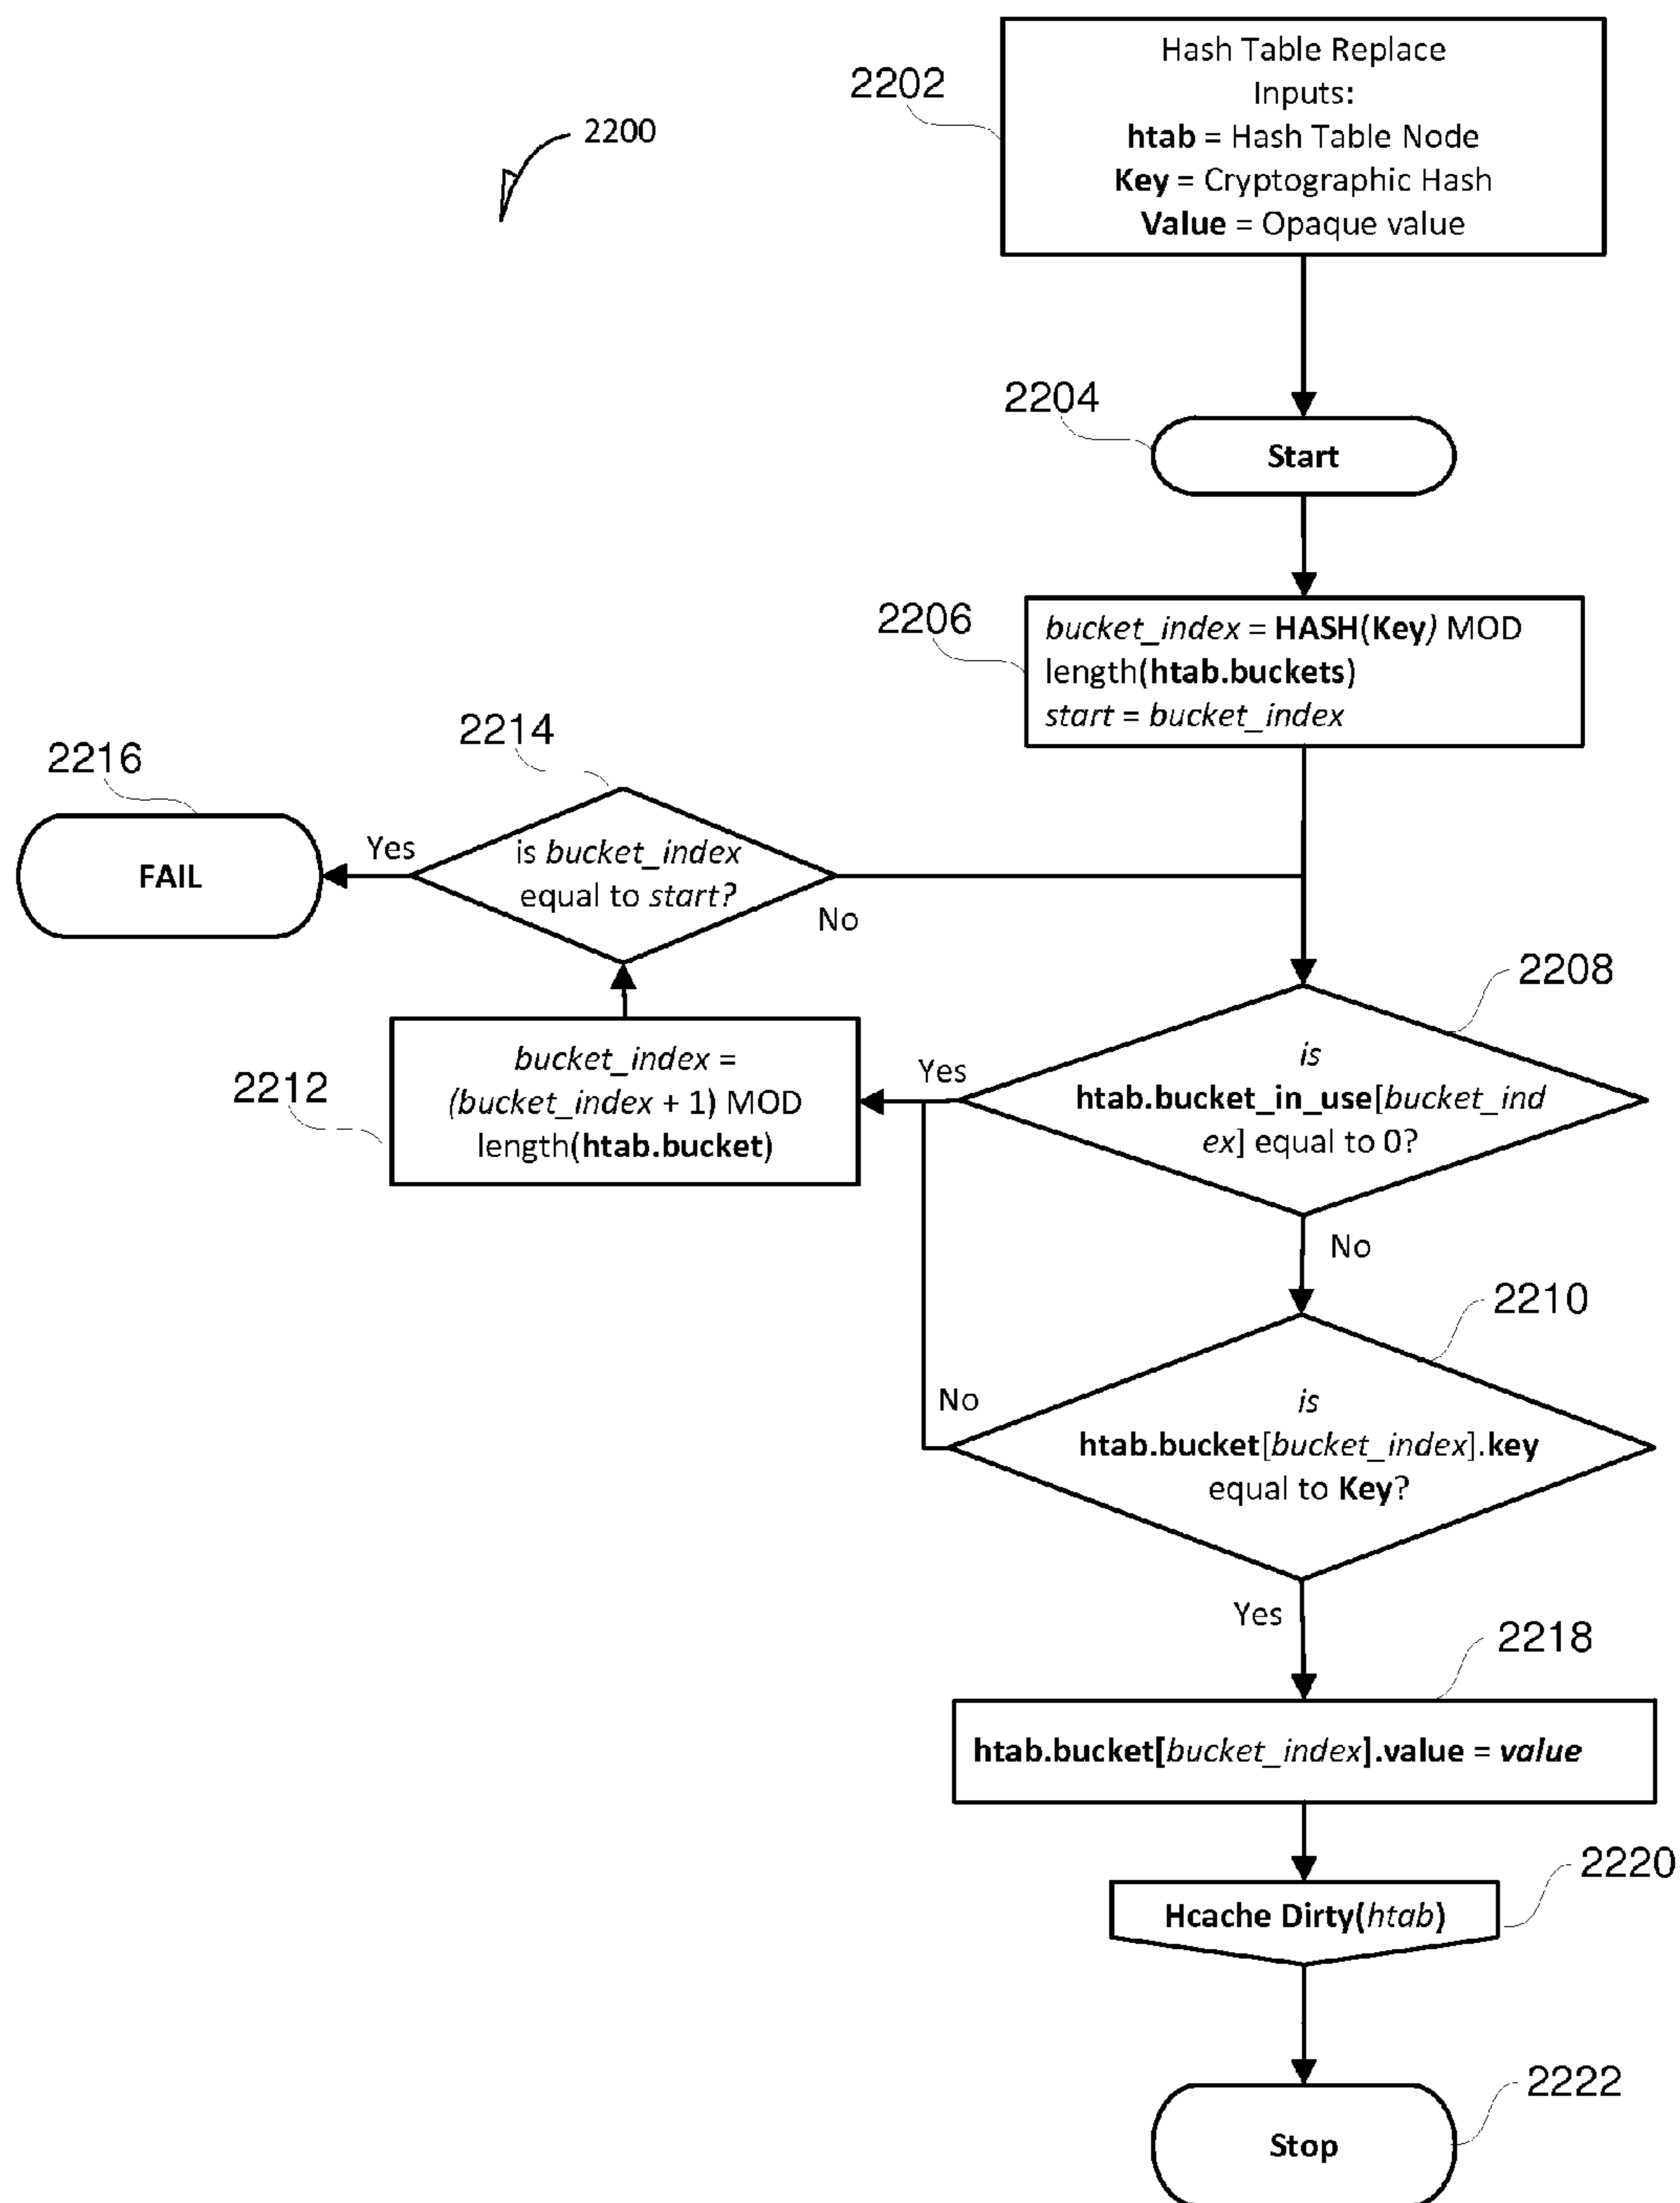 2200
2202
Hash Table Replace
Inputs:
htab = Hash Table Node
Key = Cryptographic Hash
Value = Opaque value
2204
Start
2206
bucket_index = HASH(Key) MOD
length(htab.buckets)
start = bucket_index
2214
is bucket_index
equal to start?
Yes
No
2216
FAIL
2208
is
htab.bucket_in_use[bucket_ind
ex] equal to 0?
Yes
No
2212
bucket_index =
(bucket_index + 1) MOD
length(htab.bucket)
2210
is
htab.bucket[bucket_index].key
equal to Key?
No
Yes
2218
htab.bucket[bucket_index].value = value
2220
Hcache Dirty(htab)
2222
Stop